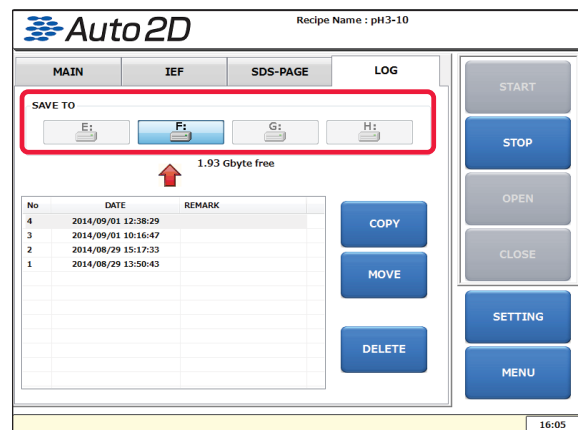 Auto2D
Recipe Name : pH3-10
MAIN IEF SDS-PAGE LOG
SAVE TO
E: F: G: H:
1.93 Gbyte free
No DATE REMARK
4 2014/09/01 12:38:29
3 2014/09/01 10:16:47
2 2014/08/29 15:17:33
1 2014/08/29 13:50:43
COPY
MOVE
DELETE
START
STOP
OPEN
CLOSE
SETTING
MENU
16:05